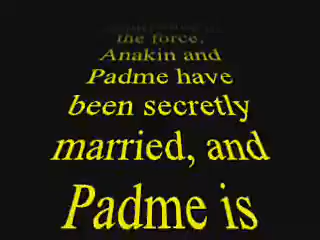 the force.
Anakin and
Padme have
been secretly
married, and
Padme is